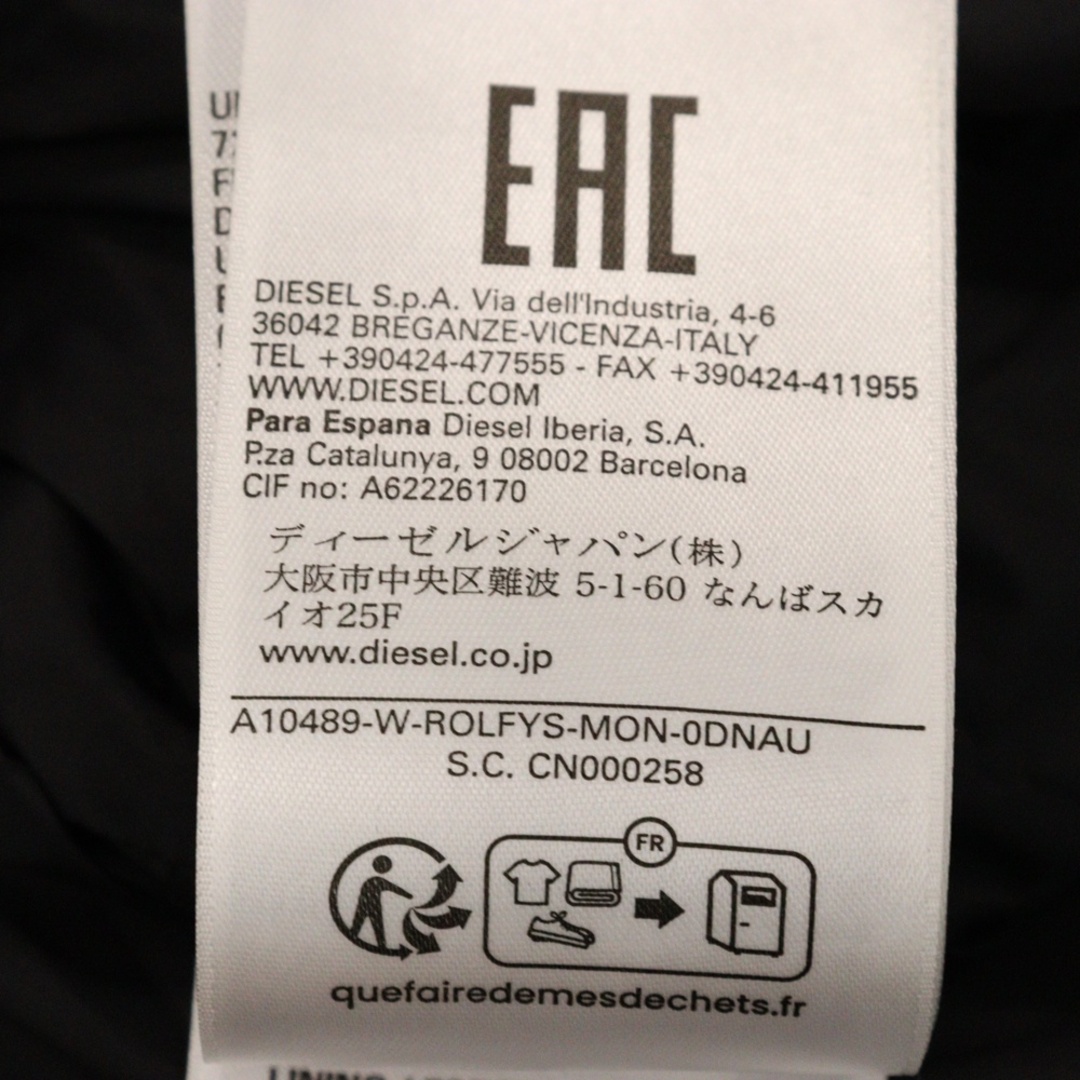 EAC
DIESEL S.p.A. Via dell'Industria, 4-6
36042 BREGANZE-VICENZA-ITALY
TEL +390424-477555 - FAX +390424-411955
WWW.DIESEL.COM
Para Espana Diesel Iberia, S.A.
P.za Catalunya, 9 08002 Barcelona
CIF no: A62226170
ディーゼルジャパン(株)
大阪市中央区難波 5-1-60 なんばスカ
イオ25F
www.diesel.co.jp
A10489-W-ROLFYS-MON-0DNAU
S.C. CN000258
FR
quefairedemesdechets.fr